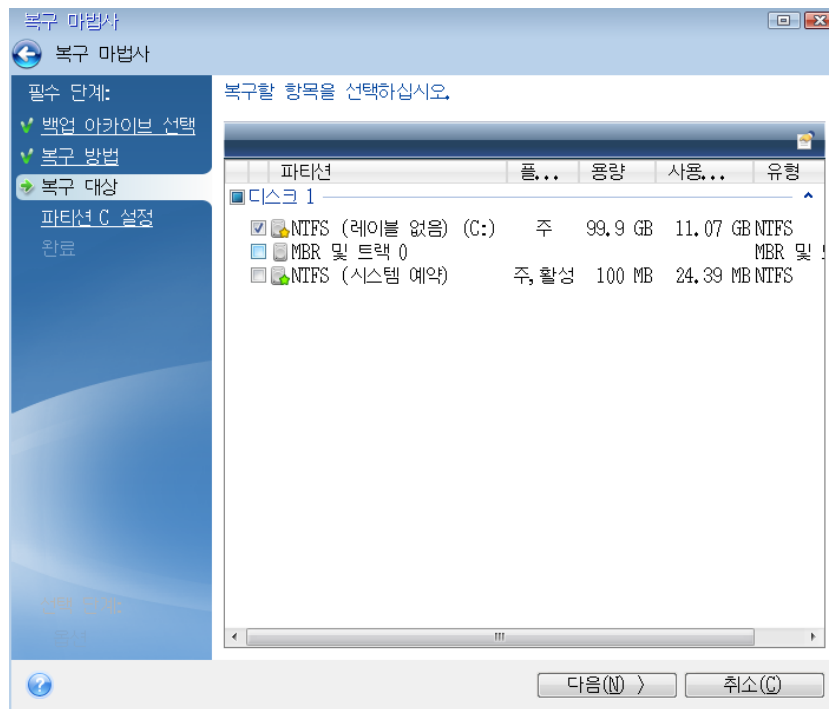 복구 마법사
복구 마법사
필수 단계:
백업 아카이브 선택
복구 방법
복구 대상
파티션 C 설정
완료
복구할 항목을 선택하십시오.
파티션 플... 용량 사용... 유형
디스크 1
NTFS (레이블 없음) (C:) 주 99.9 GB 11.07 GB NTFS
MBR 및 트랙 0 MBR 및
NTFS (시스템 예약) 주,활성 100 MB 24.39 MB NTFS
다음(N) 〉
취소(C)